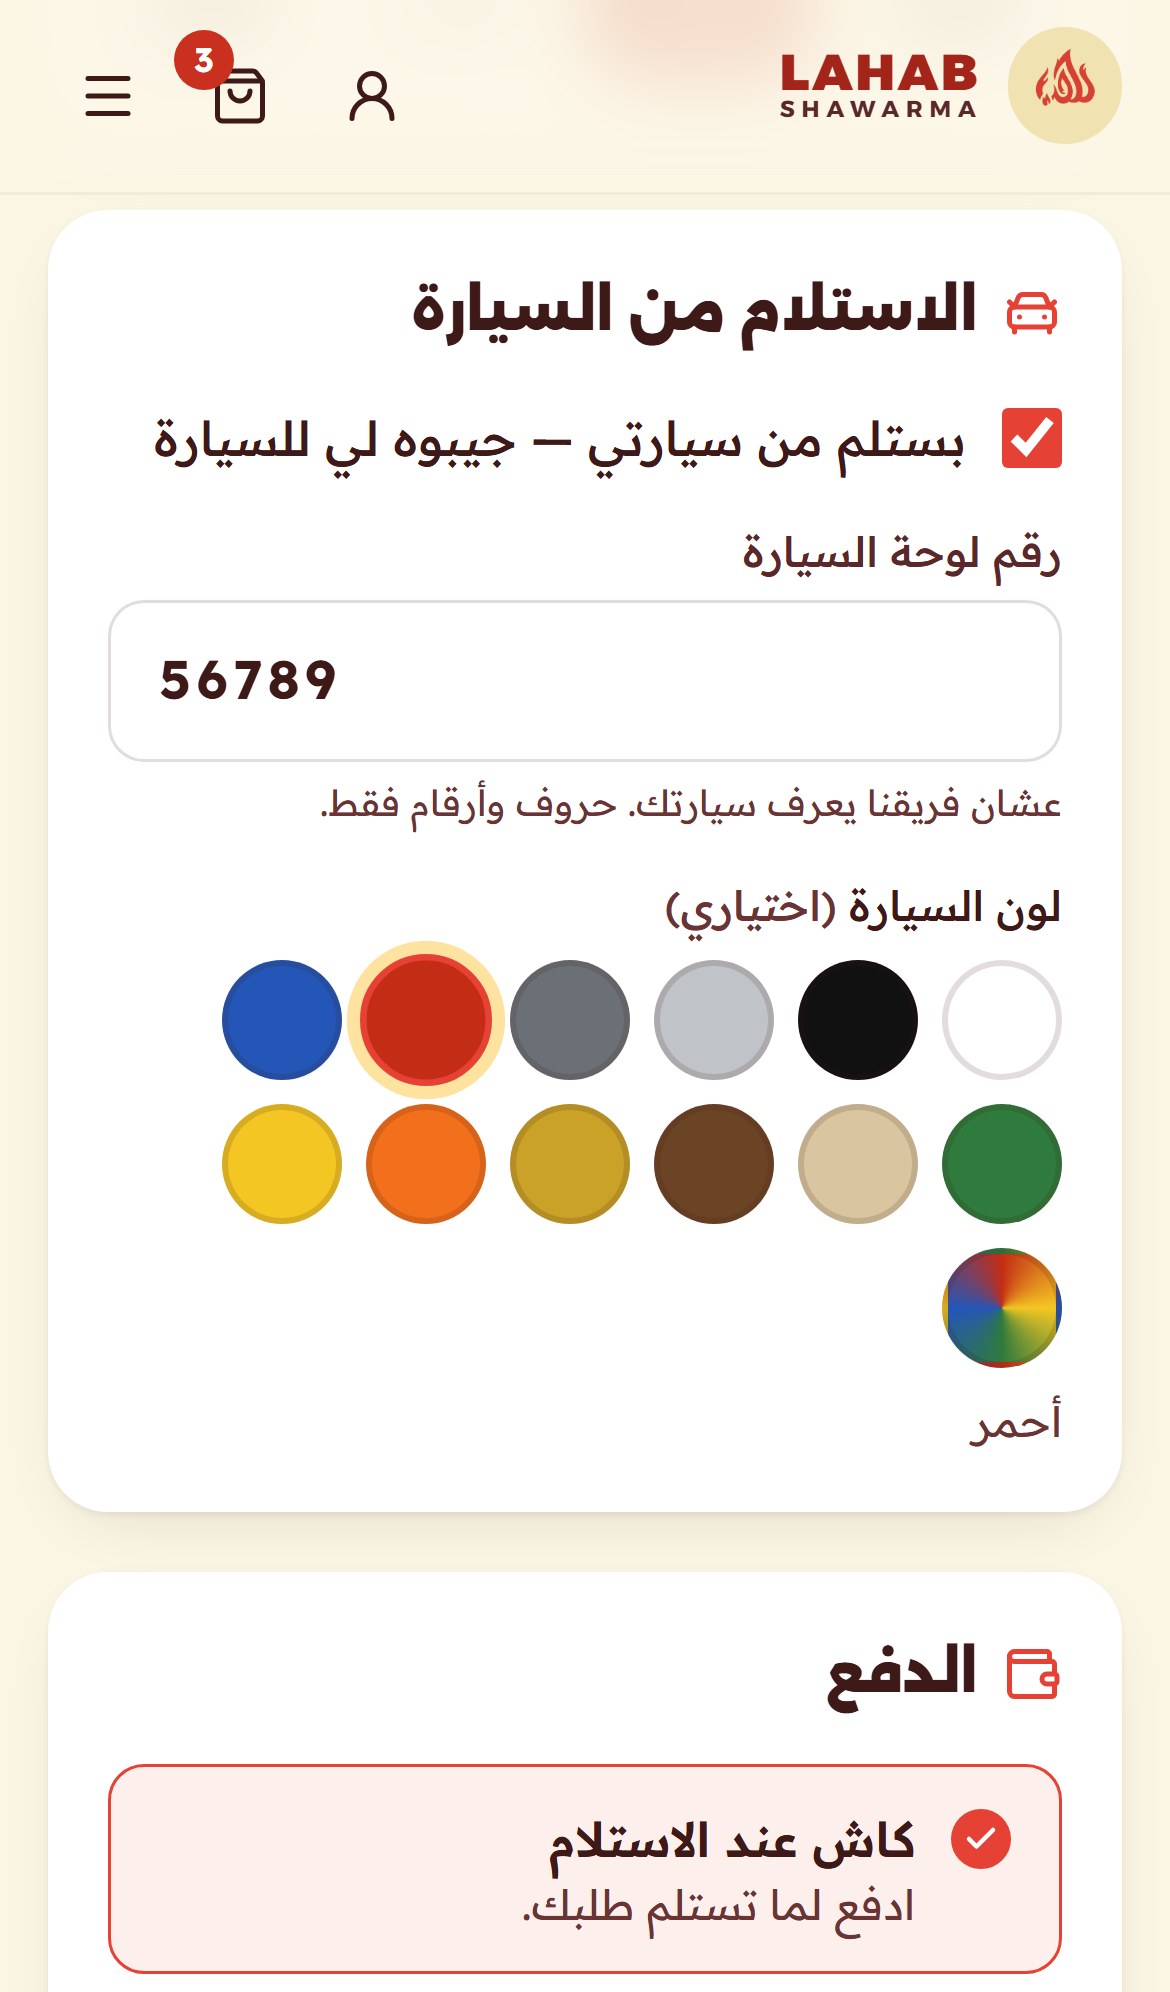 LAHAB
SHAWARMA
3
الاستلام من السيارة
بستلم من سيارتي — جيبوه لي للسيارة
رقم لوحة السيارة
56789
عشان فريقنا يعرف سيارتك. حروف وأرقام فقط.
لون السيارة (اختياري)
أحمر
الدفع
كاش عند الاستلام
ادفع لما تستلم طلبك.